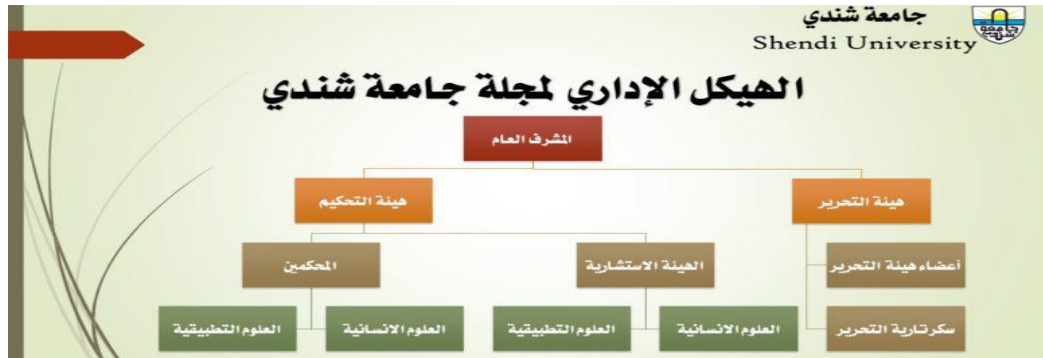 جامعة شندي
Shendi University
الهيكل الإداري لمجلة جامعة شندي
المشرف العام
هيئة التحرير
هيئة التحكيم
أعضاء هيئة التحرير
الهيئة الاستشارية
المحكمين
سكرتارية التحرير
العلوم الانسانية
العلوم التطبيقية
العلوم الانسانية
العلوم التطبيقية